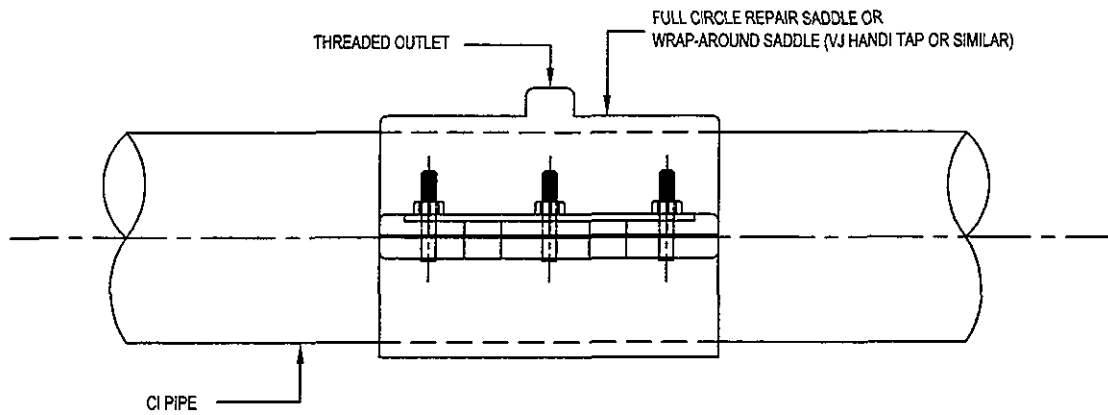 FULL CIRCLE REPAIR SADDLE OR
WRAP-AROUND SADDLE (VJ HANDI TAP OR SIMILAR)
THREADED OUTLET
CI PIPE